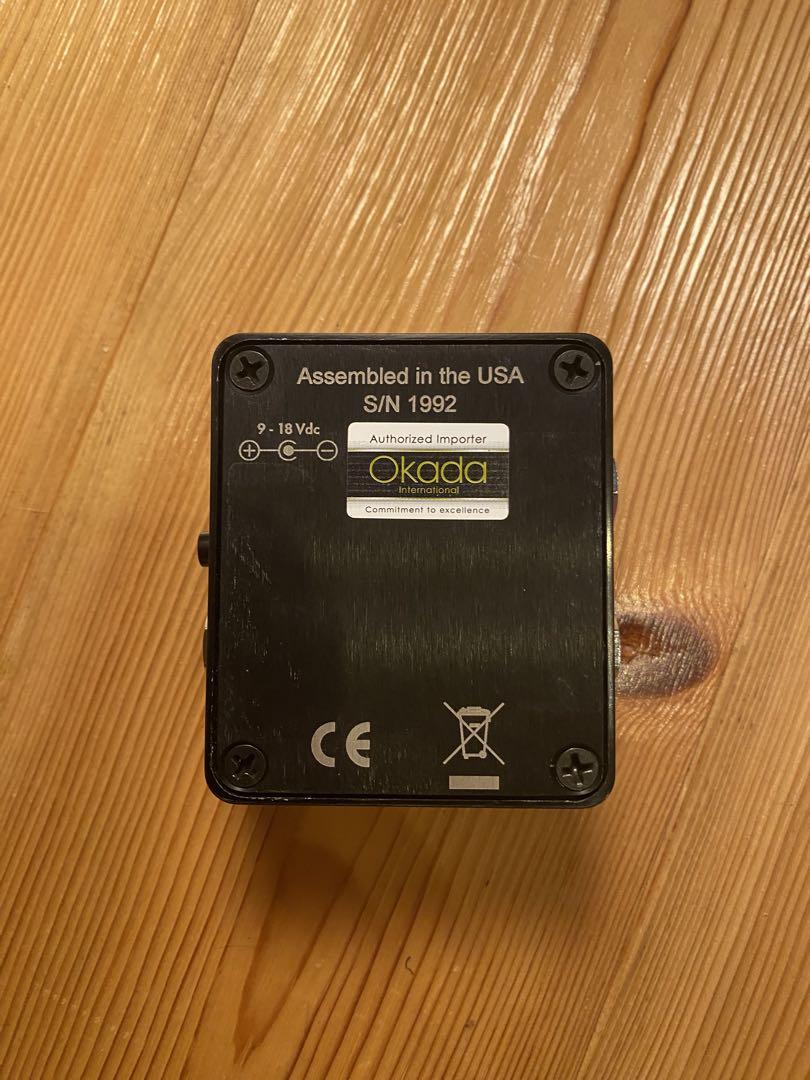 Assembled in the USA
S/N 1992
9 - 18 Vdc
Authorized Importer
Okada
International
Commitment to excellence
CE